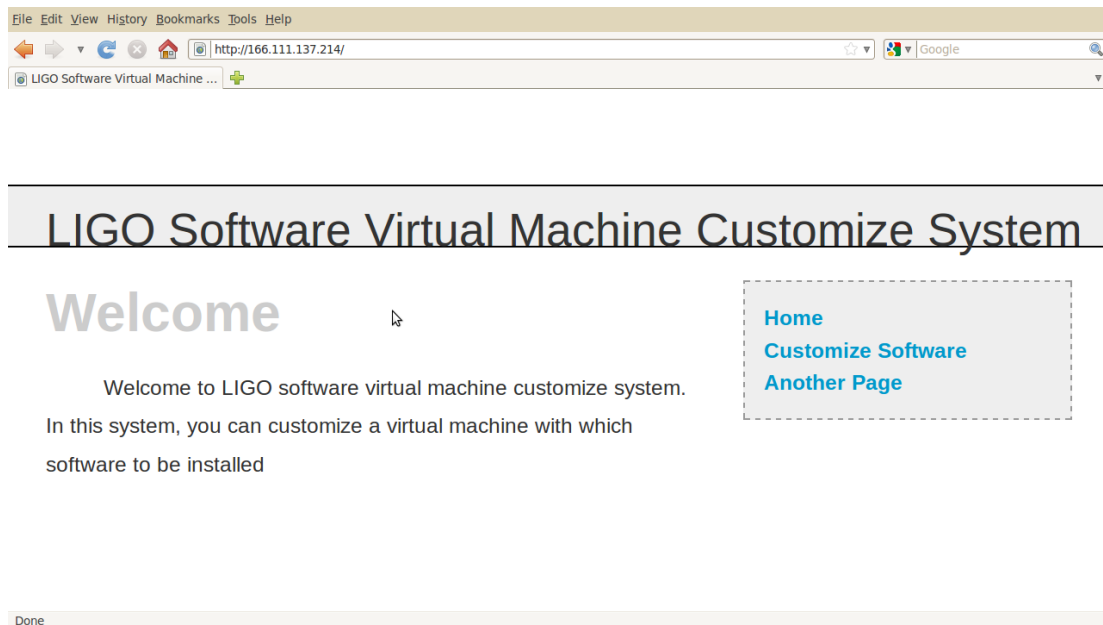 File Edit View History Bookmarks Tools Help
http://166.111.137.214/
Google
LIGO Software Virtual Machine ...
LIGO Software Virtual Machine Customize System
Welcome
Welcome to LIGO software virtual machine customize system.
In this system, you can customize a virtual machine with which
software to be installed
Home
Customize Software
Another Page
Done